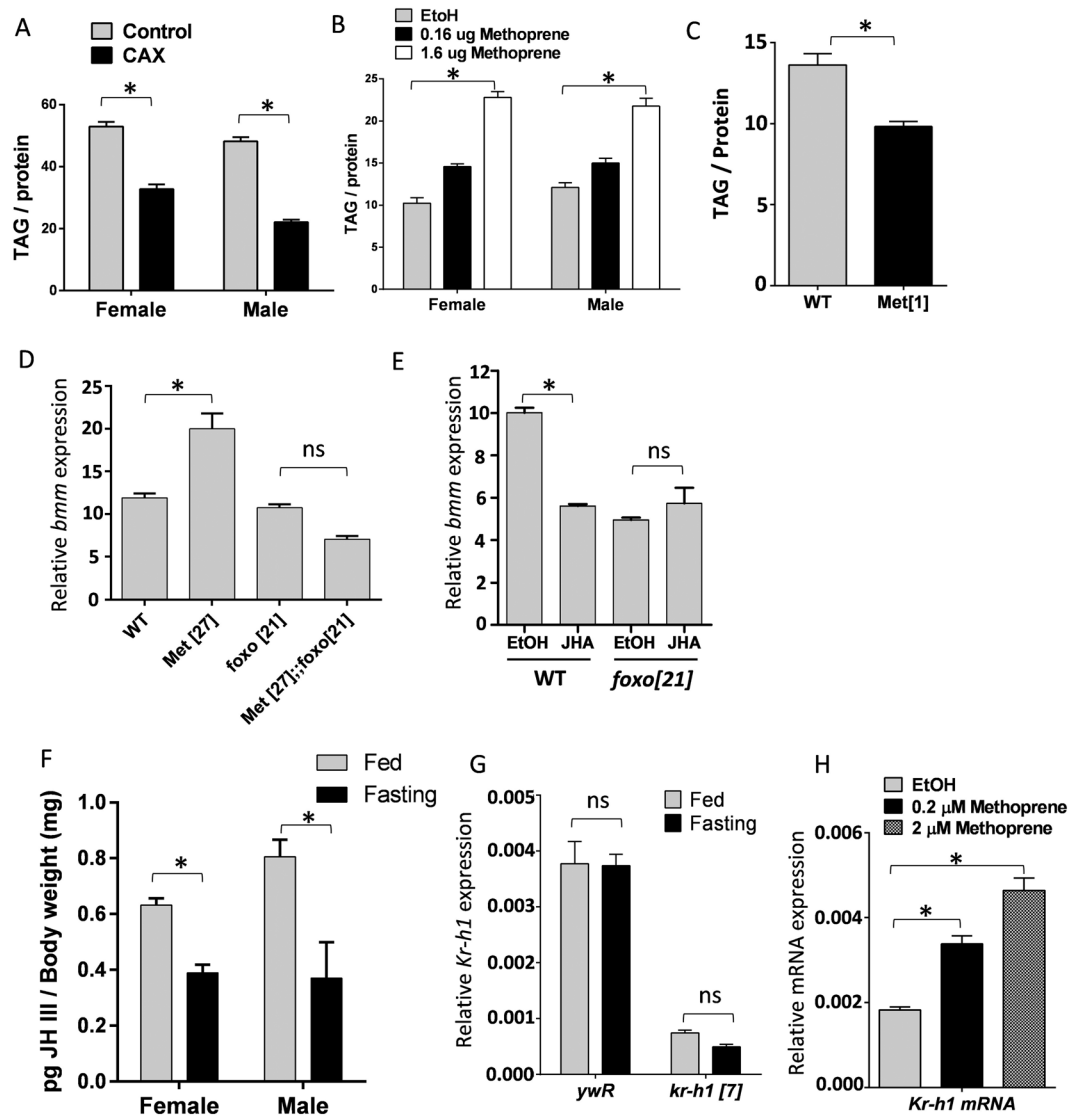 A
Control
CAX
TAG / protein
60
40
20
0
*
*
Female
Male
B
EtoH
0.16 ug Methoprene
1.6 ug Methoprene
TAG / protein
25
20
15
10
5
0
*
*
Female
Male
C
TAG / Protein
15
10
5
0
*
WT
Met[1]
D
Relative bmm expression
25
20
15
10
5
0
*
ns
WT
Met [27]
foxo [21]
Met [27];;foxo[21]
E
Relative bmm expression
12
10
8
6
4
2
0
*
ns
EtOH JHA EtOH JHA
WT foxo[21]
F
Fed
Fasting
pg JH III / Body weight (mg)
1.0
0.8
0.6
0.4
0.2
0.0
*
*
Female
Male
G
Fed
Fasting
Relative Kr-h1 expression
0.005
0.004
0.003
0.002
0.001
0.000
ns
ns
ywR
kr-h1 [7]
H
EtOH
0.2 µM Methoprene
2 µM Methoprene
Relative mRNA expression
0.006
0.004
0.002
0.000
*
*
Kr-h1 mRNA